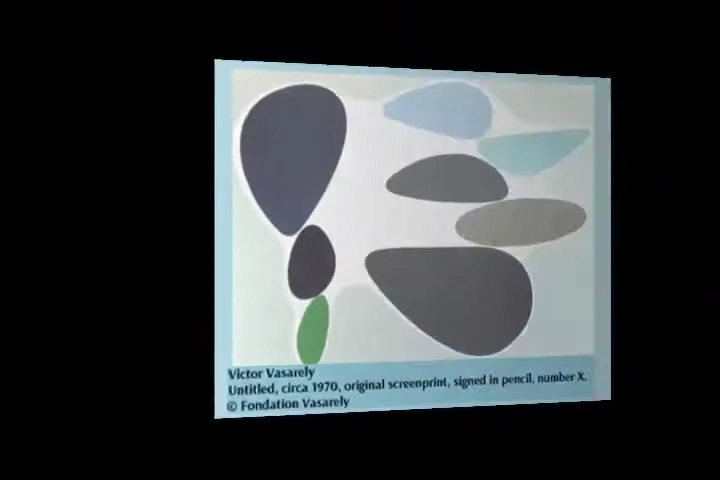 Victor Vasarely
Untitled, circa 1970, original screenprint, signed in pencil, number X.
© Fondation Vasarely